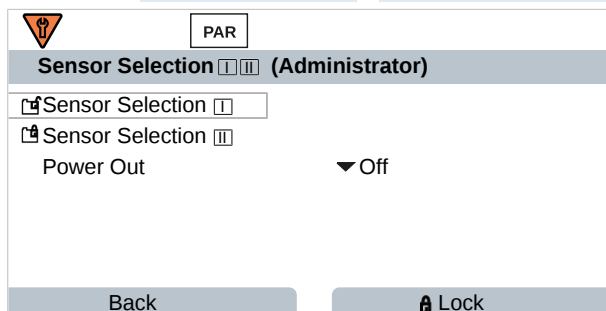 PAR
Sensor Selection I II (Administrator)
Sensor Selection I
Sensor Selection II
Power Out Off
Back Lock